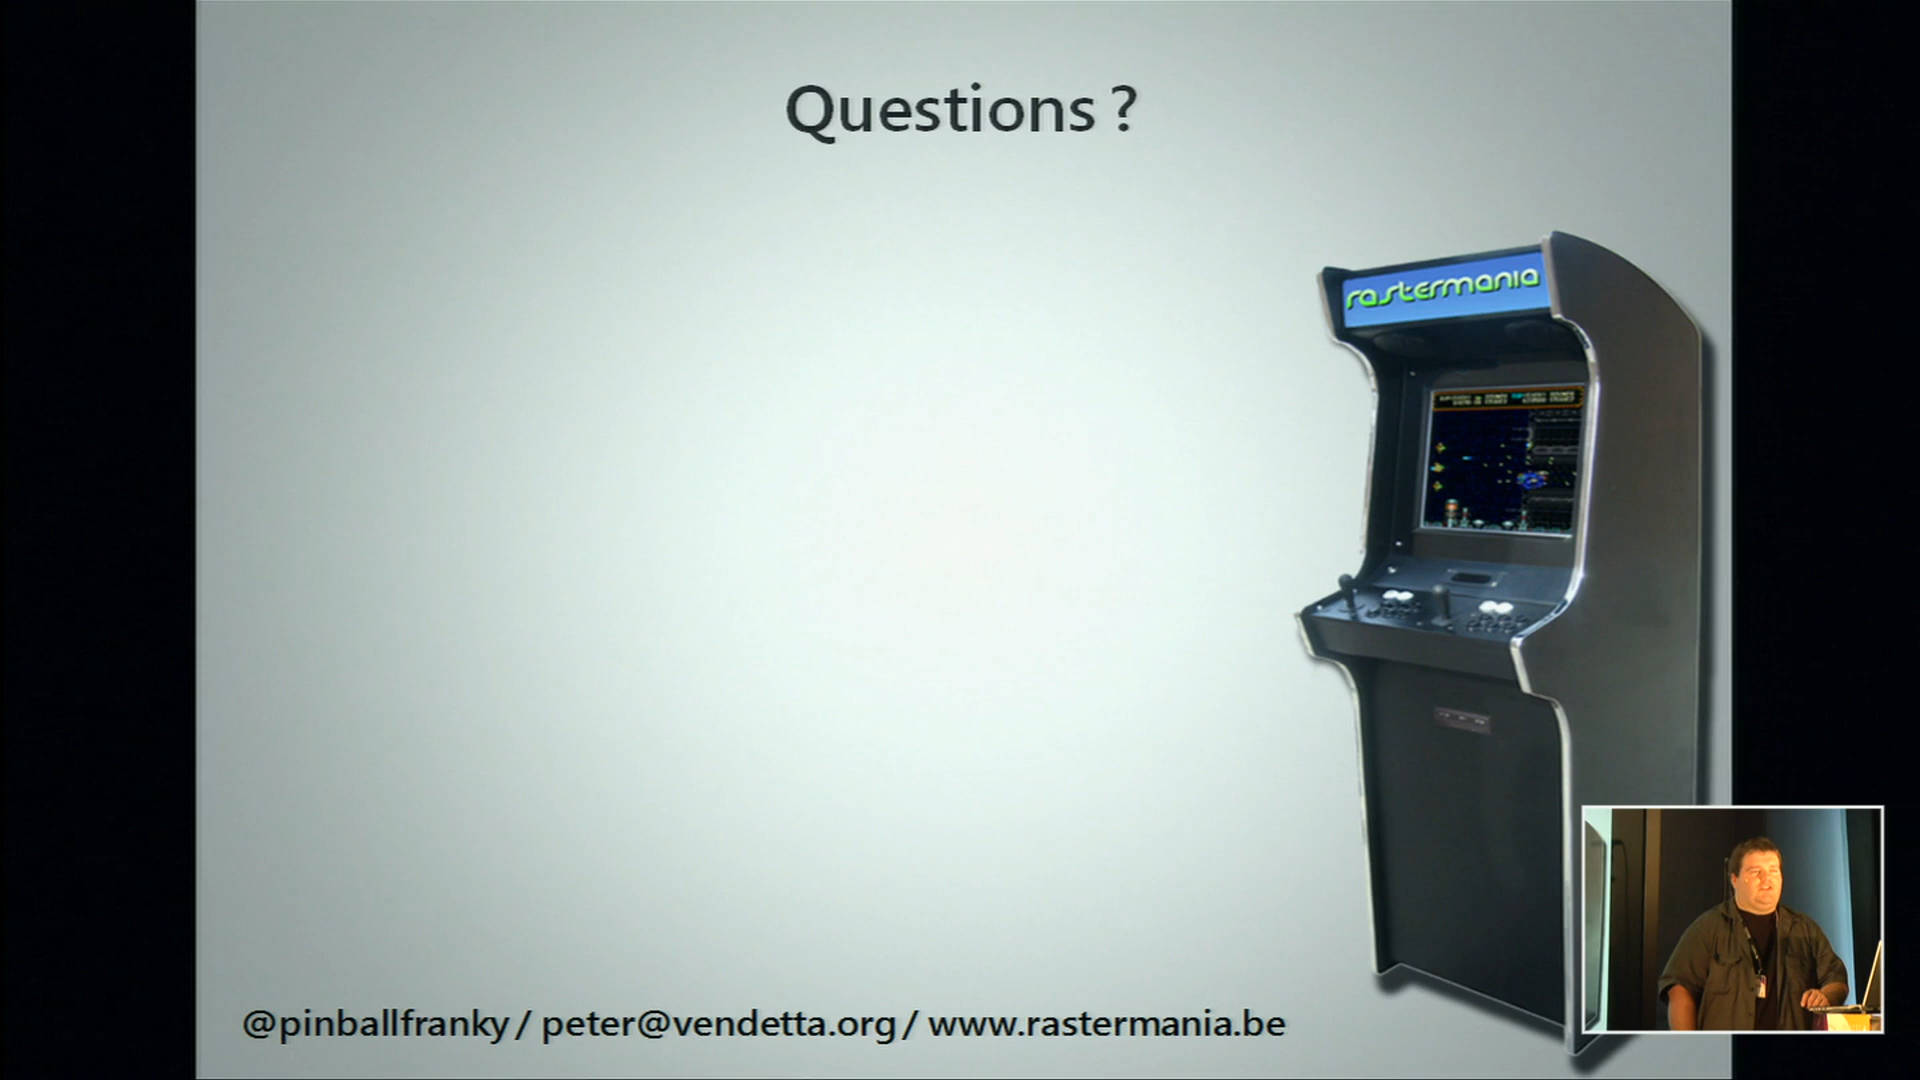 Questions ?
rastermania
@pinballfranky / peter@vendetta.org / www.rastermania.be